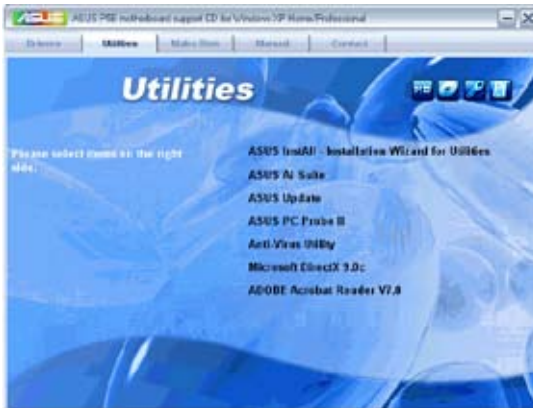 ASUS P5B motherboard support CD for Windows XP Home/Professional
Drivers Utilities Make Disk Manual Contact
Utilities
Please select items on the right side.
ASUS InstAll - Installation Wizard for Utilities
ASUS AI Suite
ASUS Update
ASUS PC Probe II
Anti-Virus Utility
Microsoft DirectX 9.0c
ADOBE Acrobat Reader V7.0